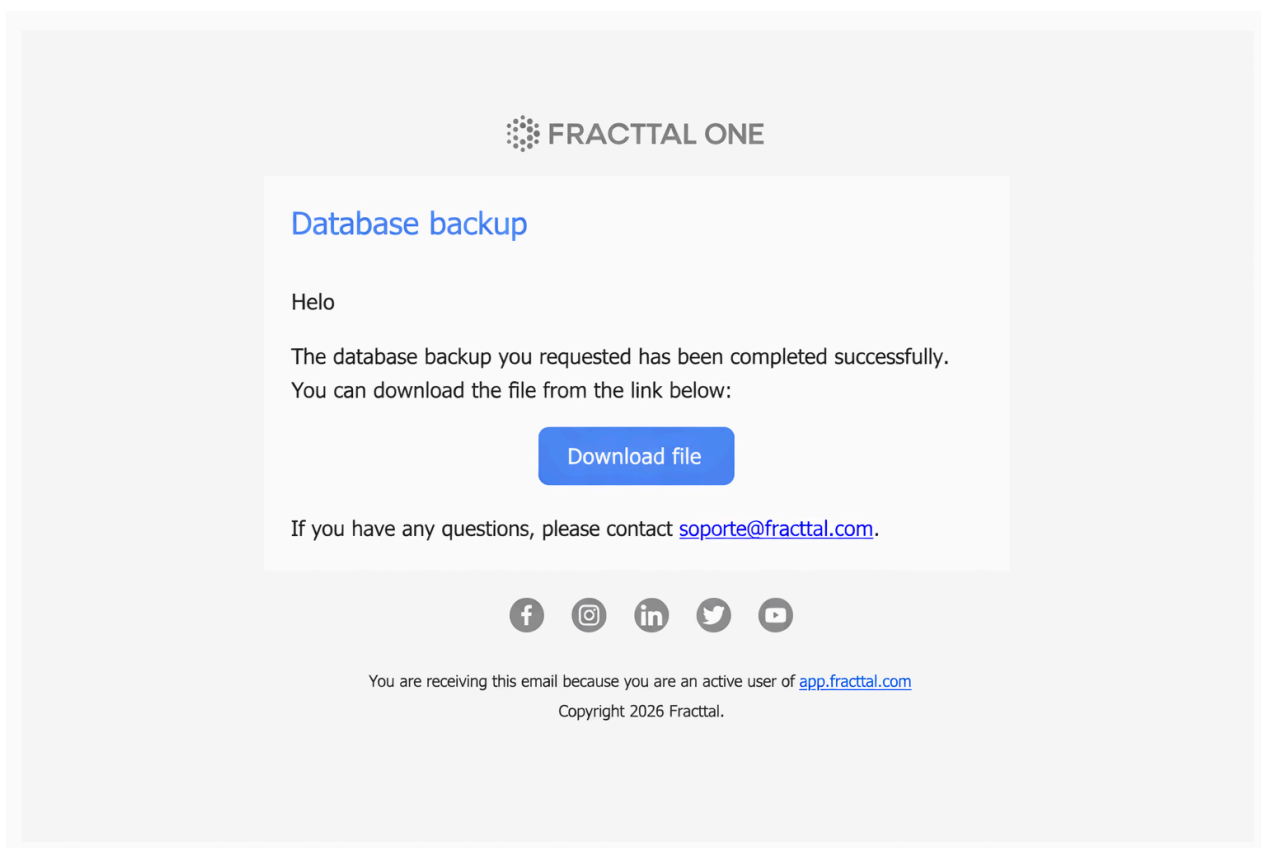 FRACTTAL ONE
Database backup
Helo
The database backup you requested has been completed successfully.
You can download the file from the link below:
Download file
If you have any questions, please contact soporte@fracttal.com.
You are receiving this email because you are an active user of app.fracttal.com
Copyright 2026 Fracttal.